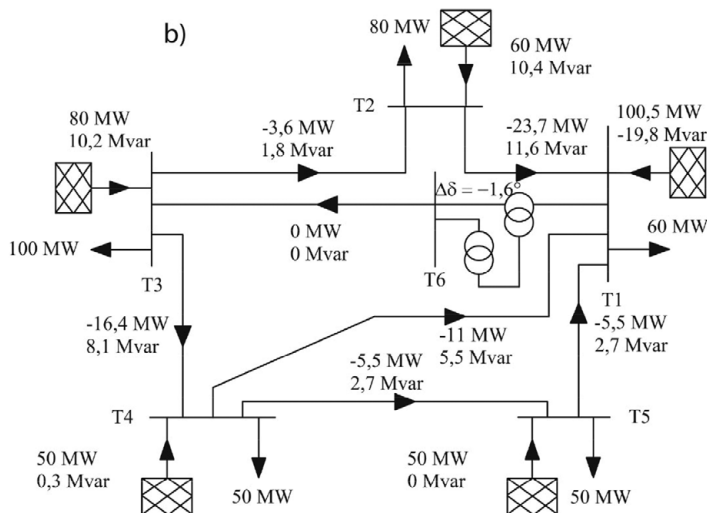 b)
80 MW
60 MW
10,4 Mvar
T2
80 MW
10,2 Mvar
-3,6 MW
1,8 Mvar
-23,7 MW
11,6 Mvar
100,5 MW
-19,8 Mvar
Δδ = −1,6°
0 MW
0 Mvar
100 MW
T3
T6
60 MW
T1
-16,4 MW
8,1 Mvar
-11 MW
5,5 Mvar
-5,5 MW
2,7 Mvar
-5,5 MW
2,7 Mvar
T4
T5
50 MW
0,3 Mvar
50 MW
50 MW
0 Mvar
50 MW